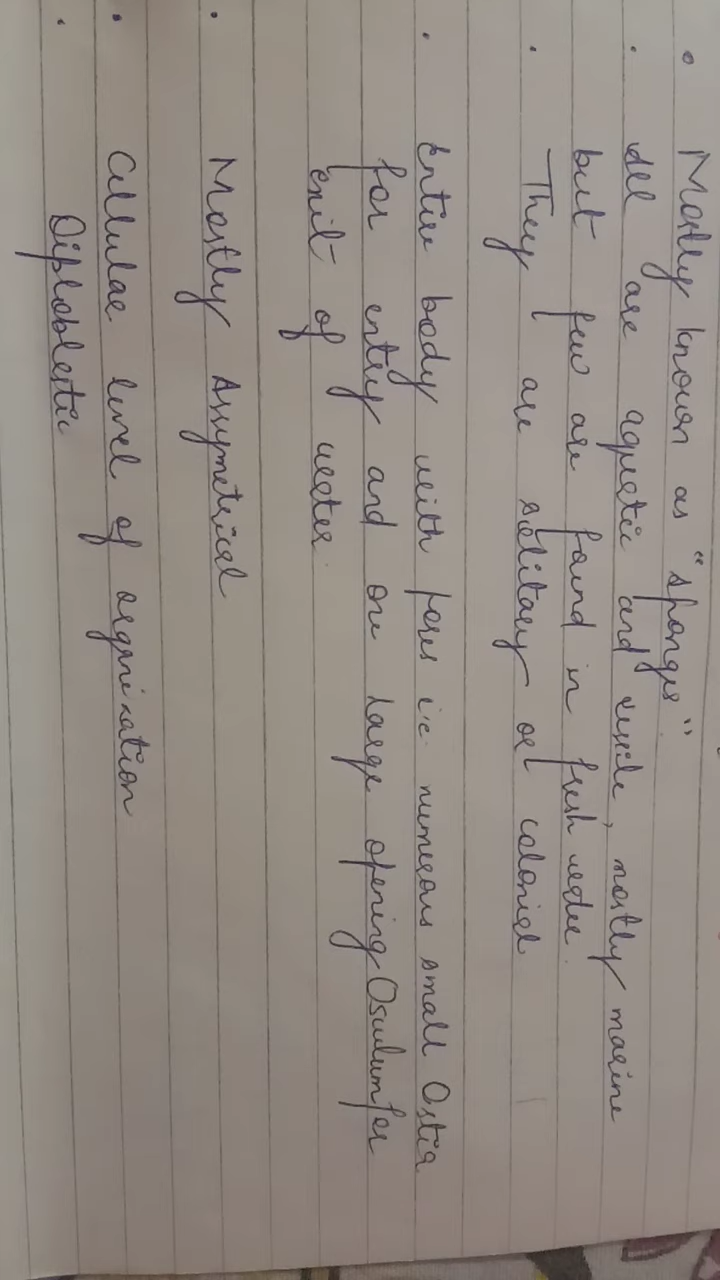 • Mostly known as "sponges"
• All are aquatic and sessile, mostly marine
but few are found in fresh water.
• They are solitary or colonial
• Entire body with pores i.e. numerous small Ostia
for entry and one large opening Osculum for
exit of water.
• Mostly Assymetrical
• Cellular level of organisation
• Diploblestic